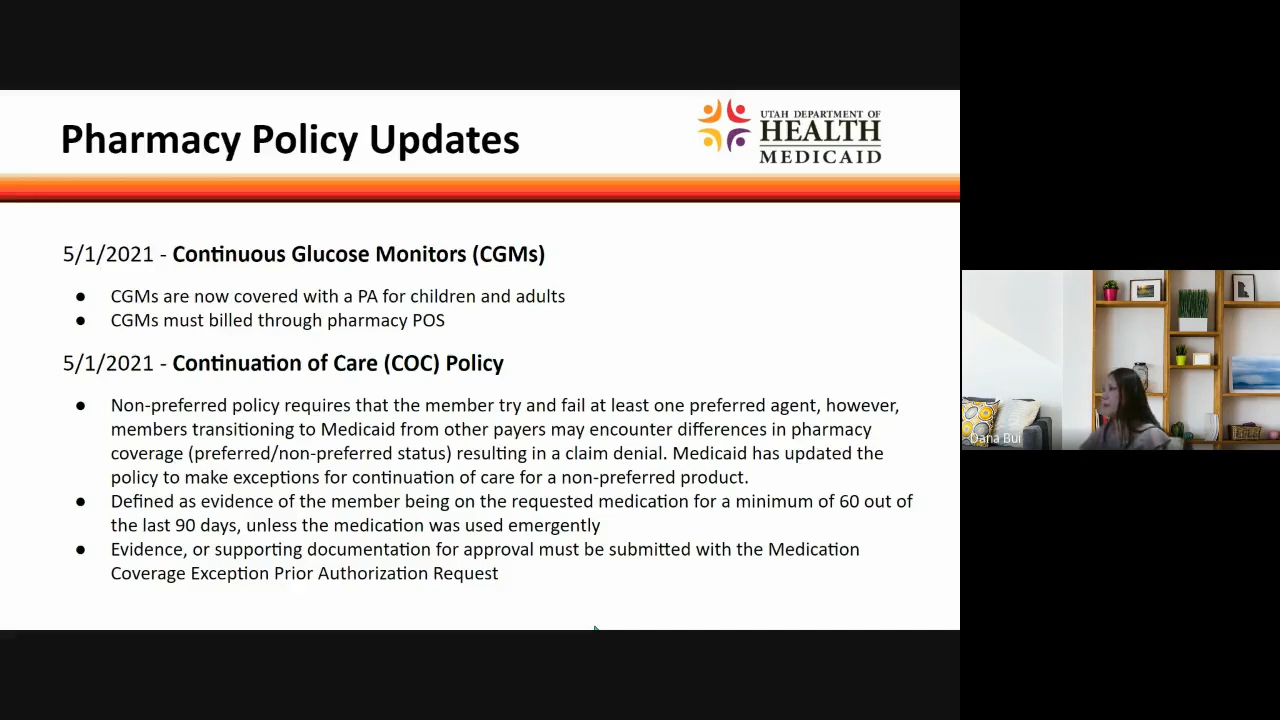 Pharmacy Policy Updates
UTAH DEPARTMENT OF
HEALTH
MEDICAID
5/1/2021 - Continuous Glucose Monitors (CGMs)
● CGMs are now covered with a PA for children and adults
● CGMs must billed through pharmacy POS
5/1/2021 - Continuation of Care (COC) Policy
● Non-preferred policy requires that the member try and fail at least one preferred agent, however,
members transitioning to Medicaid from other payers may encounter differences in pharmacy
coverage (preferred/non-preferred status) resulting in a claim denial. Medicaid has updated the
policy to make exceptions for continuation of care for a non-preferred product.
● Defined as evidence of the member being on the requested medication for a minimum of 60 out of
the last 90 days, unless the medication was used emergently
● Evidence, or supporting documentation for approval must be submitted with the Medication
Coverage Exception Prior Authorization Request
Dana Bui